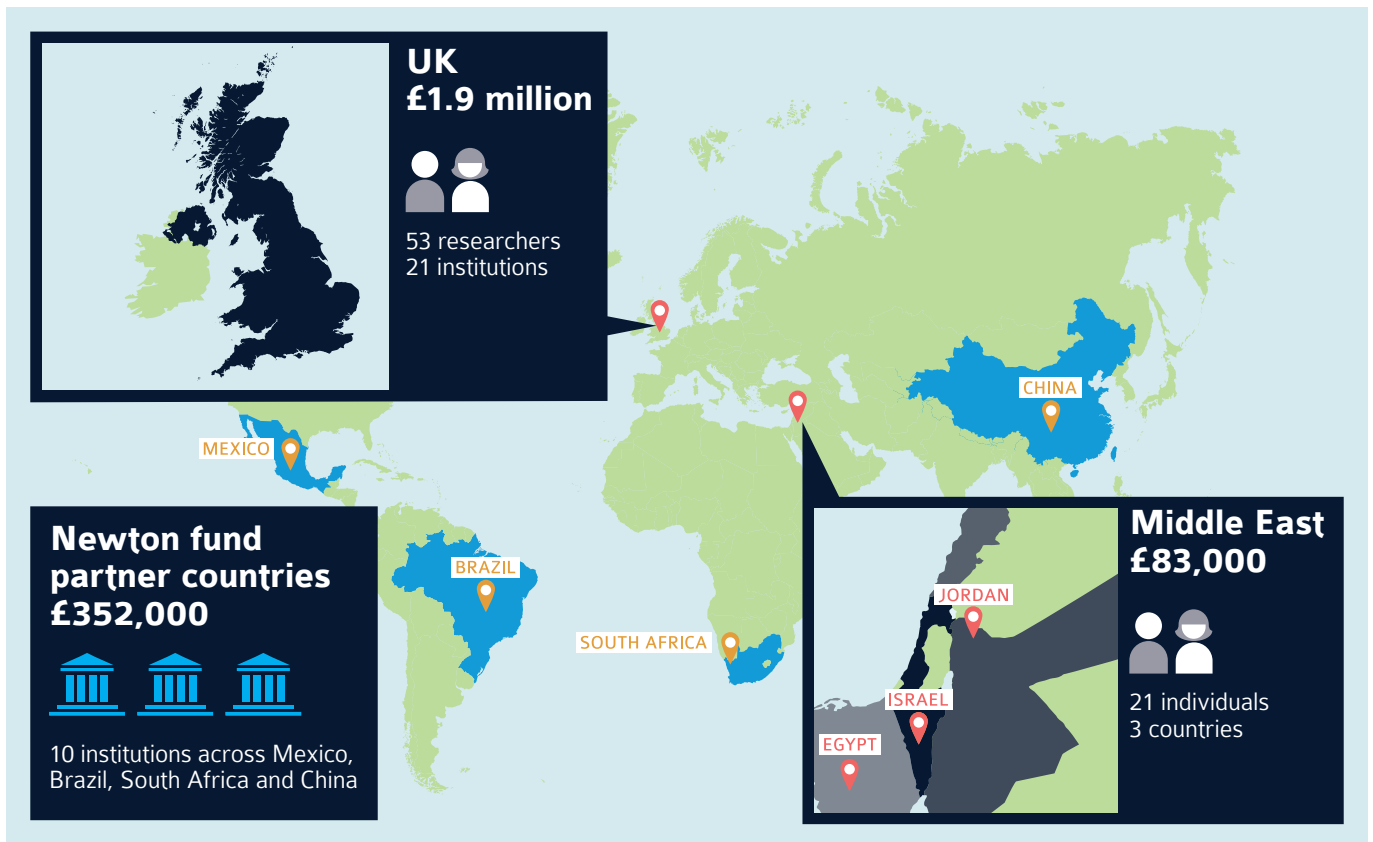 UK
£1.9 million
53 researchers
21 institutions
CHINA
MEXICO
Newton fund
partner countries
£352,000
10 institutions across Mexico,
Brazil, South Africa and China
BRAZIL
SOUTH AFRICA
Middle East
£83,000
21 individuals
3 countries
JORDAN
ISRAEL
EGYPT